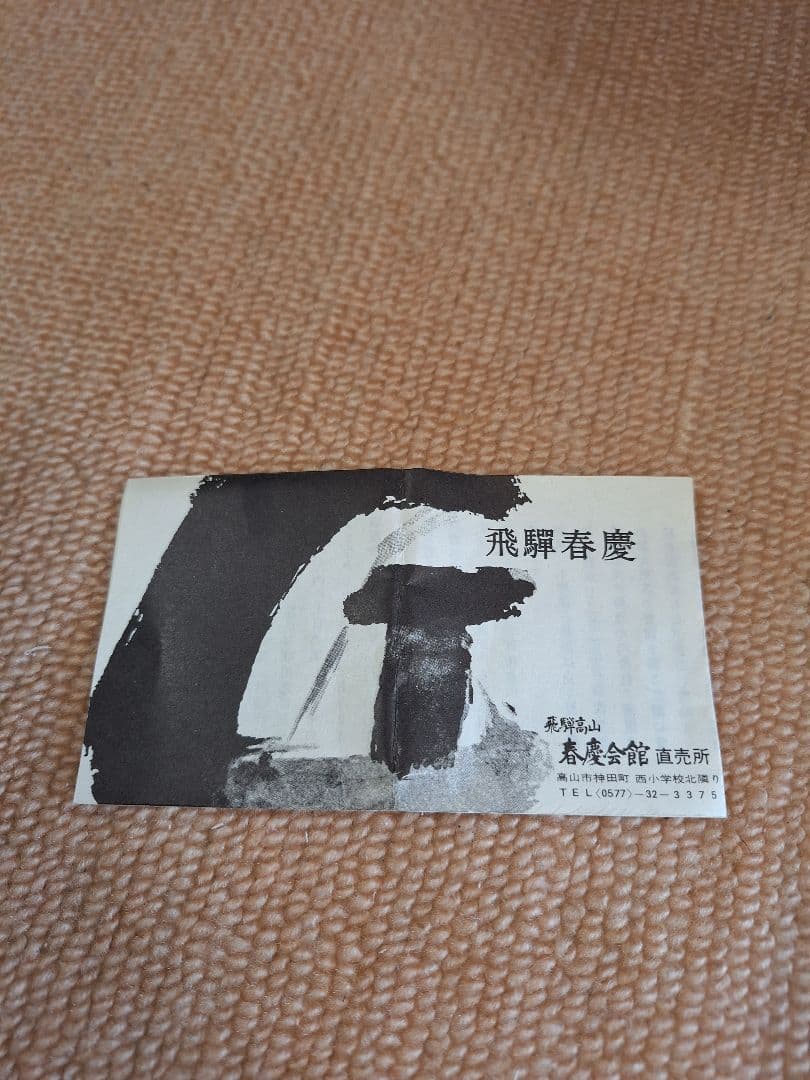 飛驒春慶
飛騨高山
春慶会館 直売所
高山市神田町 西小学校北隣り
TEL〈0577〉-32-3375